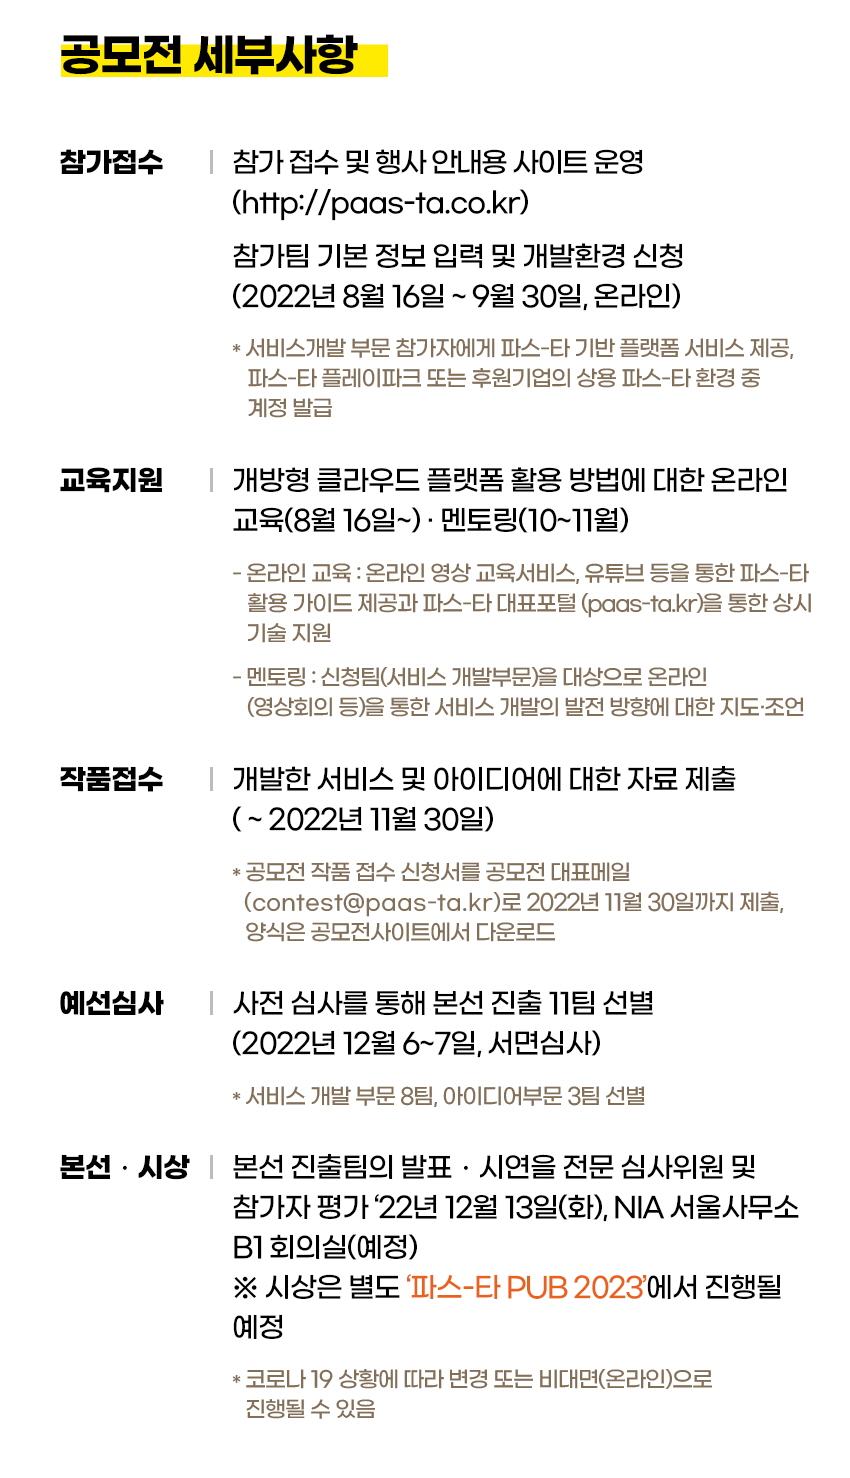 공모전 세부사항
참가접수
참가 접수 및 행사 안내용 사이트 운영
(http://paas-ta.co.kr)
참가팀 기본 정보 입력 및 개발환경 신청
(2022년 8월 16일 ~ 9월 30일, 온라인)
* 서비스개발 부문 참가자에게 파스-타 기반 플랫폼 서비스 제공,
파스-타 플레이파크 또는 후원기업의 상용 파스-타 환경 중
계정 발급
교육지원
개방형 클라우드 플랫폼 활용 방법에 대한 온라인
교육(8월 16일~) · 멘토링(10~11월)
- 온라인 교육 : 온라인 영상 교육서비스, 유튜브 등을 통한 파스-타
활용 가이드 제공과 파스-타 대표포털 (paas-ta.kr)을 통한 상시
기술 지원
- 멘토링 : 신청팀(서비스 개발부문)을 대상으로 온라인
(영상회의 등)을 통한 서비스 개발의 발전 방향에 대한 지도·조언
작품접수
개발한 서비스 및 아이디어에 대한 자료 제출
( ~ 2022년 11월 30일)
* 공모전 작품 접수 신청서를 공모전 대표메일
(contest@paas-ta.kr)로 2022년 11월 30일까지 제출,
양식은 공모전사이트에서 다운로드
예선심사
사전 심사를 통해 본선 진출 11팀 선별
(2022년 12월 6~7일, 서면심사)
* 서비스 개발 부문 8팀, 아이디어부문 3팀 선별
본선 · 시상
본선 진출팀의 발표 · 시연을 전문 심사위원 및
참가자 평가 ‘22년 12월 13일(화), NIA 서울사무소
B1 회의실(예정)
※ 시상은 별도 ‘파스-타 PUB 2023’에서 진행될
예정
* 코로나 19 상황에 따라 변경 또는 비대면(온라인)으로
진행될 수 있음